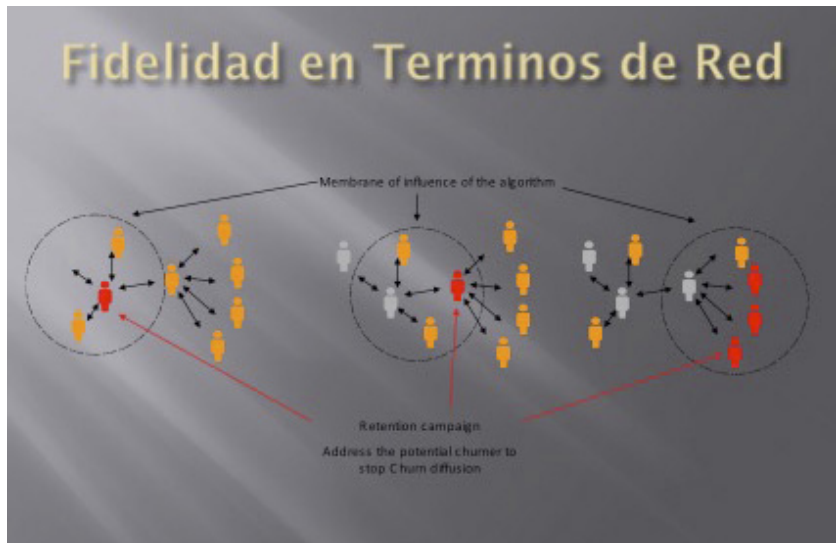 Fidelidad en Terminos de Red
Membrane of influence of the algorithm
Retention campaign
Address the potential churner to
stop Churn diffusion